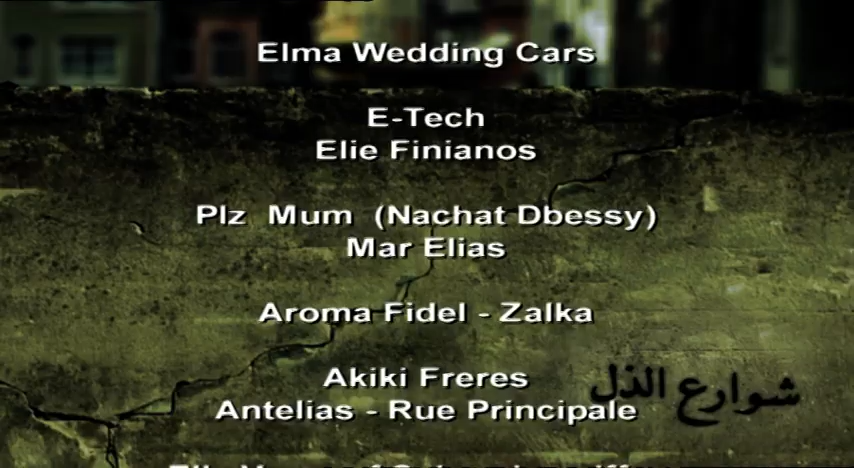 Elma Wedding Cars
E-Tech
Elie Finianos
Plz Mum (Nachat Dbessy)
Mar Elias
Aroma Fidel - Zalka
Akiki Freres
Antelias - Rue Principale
شوارع الذل